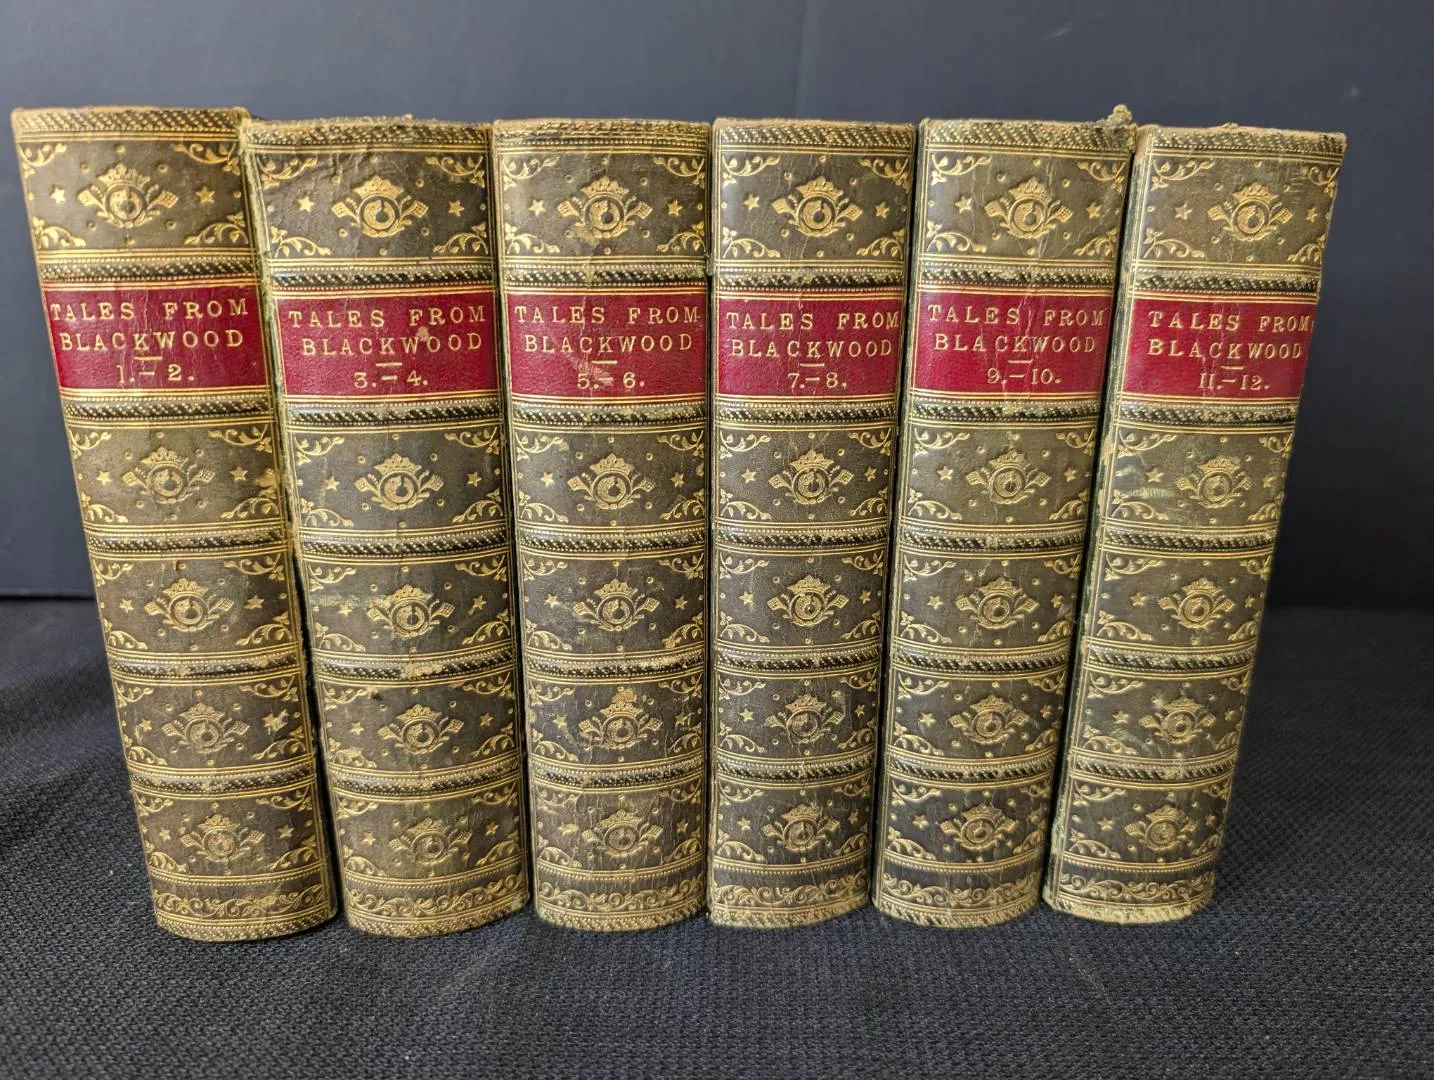 TALES FROM
BLACKWOOD
1.-2.
TALES FROM
BLACKWOOD
3.-4.
TALES FROM
BLACKWOOD
5.-6.
TALES FROM
BLACKWOOD
7.-8.
TALES FROM
BLACKWOOD
9.-10.
TALES FROM
BLACKWOOD
11.-12.